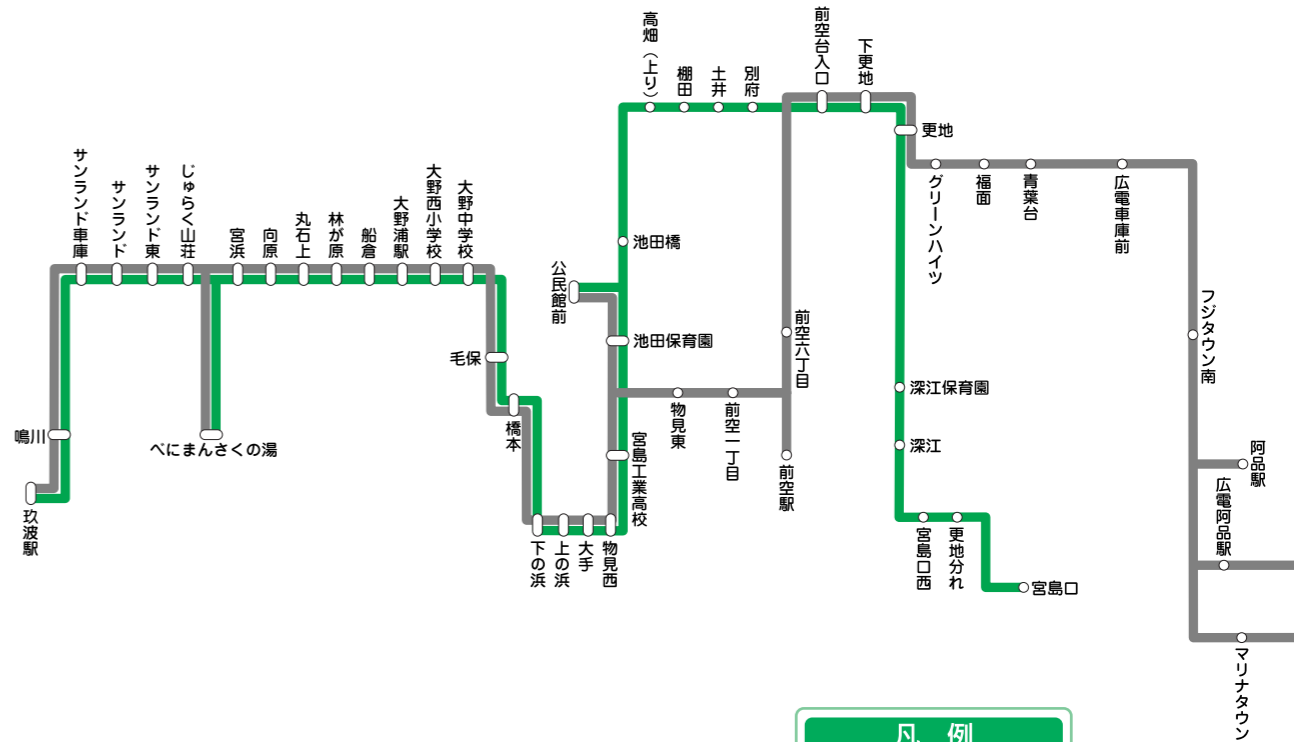 サンランド車庫
サンランド
サンランド東
じゅらく山荘
宮浜
向原
丸石上
林が原
船倉
大野浦駅
大野西小学校
大野中学校
鳴川
玖波駅
べにまんさくの湯
毛保
橋本
下の浜
上の浜
大手
物見西
宮島工業高校
池田保育園
公民館前
池田橋
高畑(上り)
棚田
土井
別府
前空台入口
下更地
更地
物見東
前空一丁目
前空六丁目
前空駅
深江保育園
深江
宮島口西
更地分れ
宮島口
グリーンハイツ
福面
青葉台
広電車庫前
フジタウン南
阿品駅
広電阿品駅
マリナタウン
凡 例